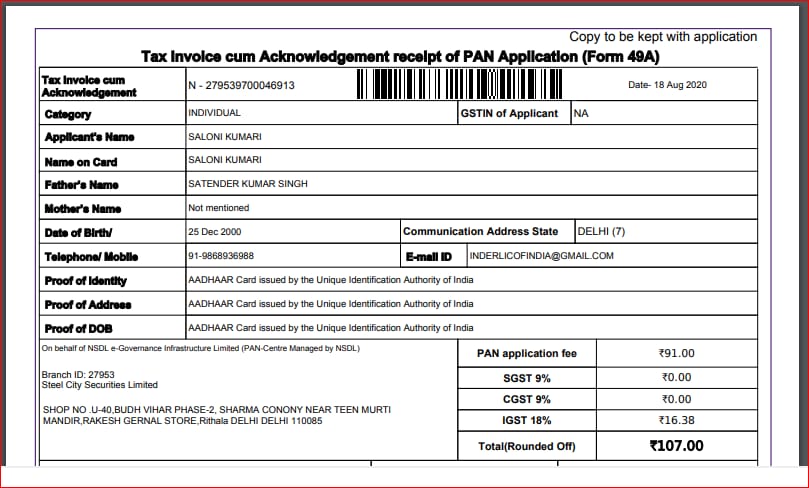 Copy to be kept with application
Tax Invoice cum Acknowledgement receipt of PAN Application (Form 49A)
Tax Invoice cum Acknowledgement N - 279539700046913 Date- 18 Aug 2020
Category INDIVIDUAL GSTIN of Applicant NA
Applicant's Name SALONI KUMARI
Name on Card SALONI KUMARI
Father's Name SATENDER KUMAR SINGH
Mother's Name Not mentioned
Date of Birth/ 25 Dec 2000 Communication Address State DELHI (7)
Telephone/ Mobile 91-9868936988 E-mail ID INDERLICOFINDIA@GMAIL.COM
Proof of Identity AADHAAR Card issued by the Unique Identification Authority of India
Proof of Address AADHAAR Card issued by the Unique Identification Authority of India
Proof of DOB AADHAAR Card issued by the Unique Identification Authority of India
On behalf of NSDL e-Governance Infrastructure Limited (PAN-Centre Managed by NSDL)
Branch ID: 27953
Steel City Securities Limited
SHOP NO .U-40,BUDH VIHAR PHASE-2, SHARMA CONONY NEAR TEEN MURTI
MANDIR,RAKESH GERNAL STORE,Rithala DELHI DELHI 110085
PAN application fee ₹91.00
SGST 9% ₹0.00
CGST 9% ₹0.00
IGST 18% ₹16.38
Total(Rounded Off) ₹107.00